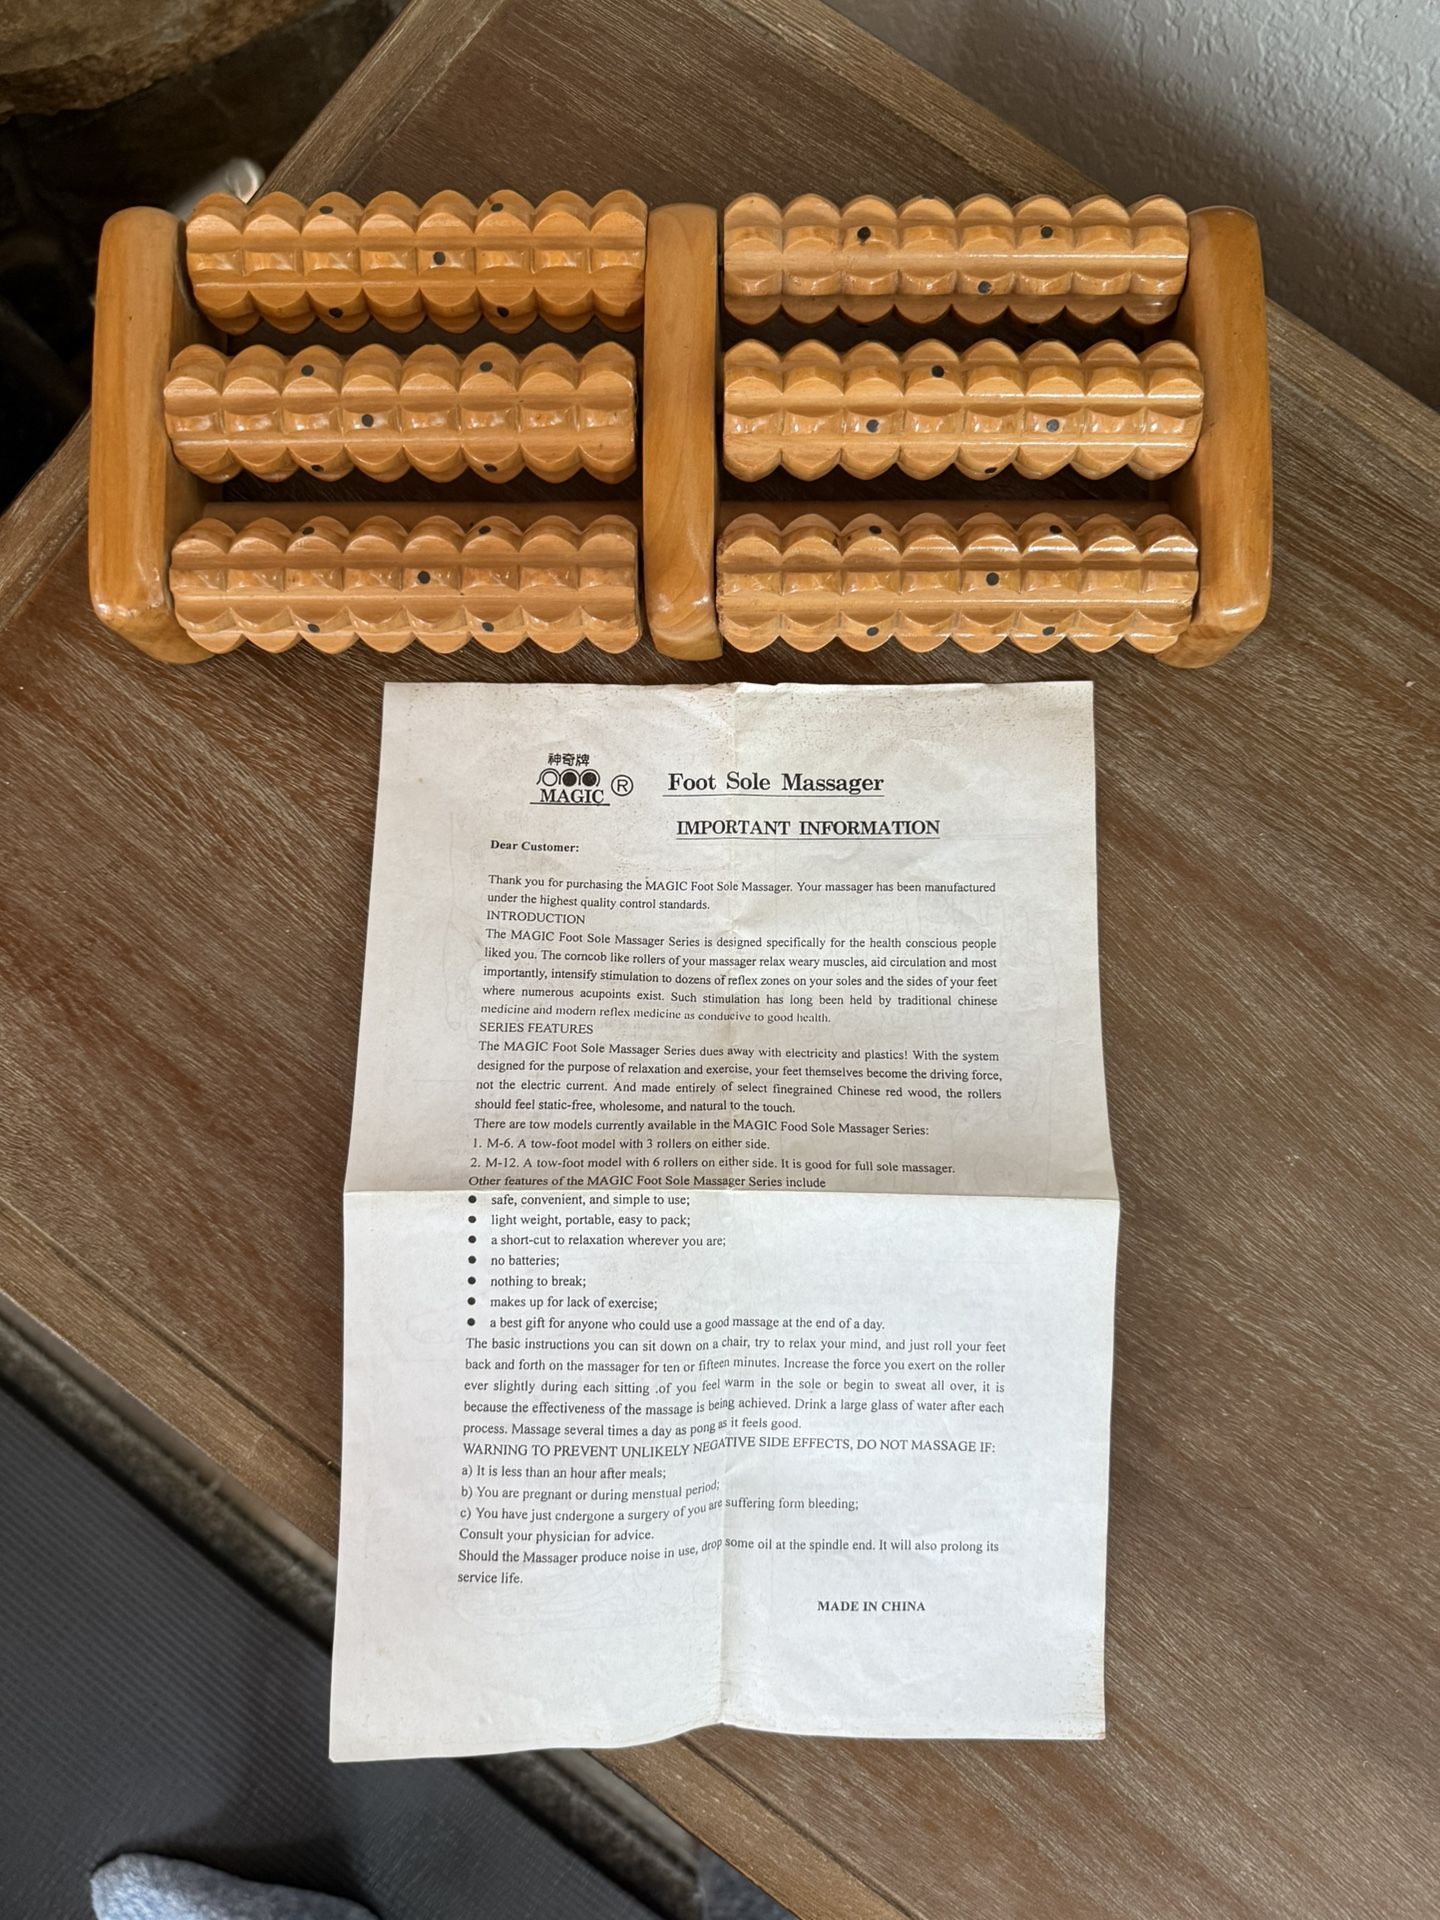 神奇牌
MAGIC ® Foot Sole Massager
IMPORTANT INFORMATION
Dear Customer:
Thank you for purchasing the MAGIC Foot Sole Massager. Your massager has been manufactured
under the highest quality control standards.
INTRODUCTION
The MAGIC Foot Sole Massager Series is designed specifically for the health conscious people
liked you. The corncob like rollers of your massager relax weary muscles, aid circulation and most
importantly, intensify stimulation to dozens of reflex zones on your soles and the sides of your feet
where numerous acupoints exist. Such stimulation has long been held by traditional chinese
medicine and modern reflex medicine as conducive to good health.
SERIES FEATURES
The MAGIC Foot Sole Massager Series dues away with electricity and plastics! With the system
designed for the purpose of relaxation and exercise, your feet themselves become the driving force,
not the electric current. And made entirely of select finegrained Chinese red wood, the rollers
should feel static-free, wholesome, and natural to the touch.
There are tow models currently available in the MAGIC Food Sole Massager Series:
1. M-6. A tow-foot model with 3 rollers on either side.
2. M-12. A tow-foot model with 6 rollers on either side. It is good for full sole massager.
Other features of the MAGIC Foot Sole Massager Series include
● safe, convenient, and simple to use;
● light weight, portable, easy to pack;
● a short-cut to relaxation wherever you are;
● no batteries;
● nothing to break;
● makes up for lack of exercise;
● a best gift for anyone who could use a good massage at the end of a day.
The basic instructions you can sit down on a chair, try to relax your mind, and just roll your feet
back and forth on the massager for ten or fifteen minutes. Increase the force you exert on the roller
ever slightly during each sitting .of you feel warm in the sole or begin to sweat all over, it is
because the effectiveness of the massage is being achieved. Drink a large glass of water after each
process. Massage several times a day as pong as it feels good.
WARNING TO PREVENT UNLIKELY NEGATIVE SIDE EFFECTS, DO NOT MASSAGE IF:
a) It is less than an hour after meals;
b) You are pregnant or during menstual period;
c) You have just cndergone a surgery of you are suffering form bleeding;
Consult your physician for advice.
Should the Massager produce noise in use, drop some oil at the spindle end. It will also prolong its
service life.
MADE IN CHINA